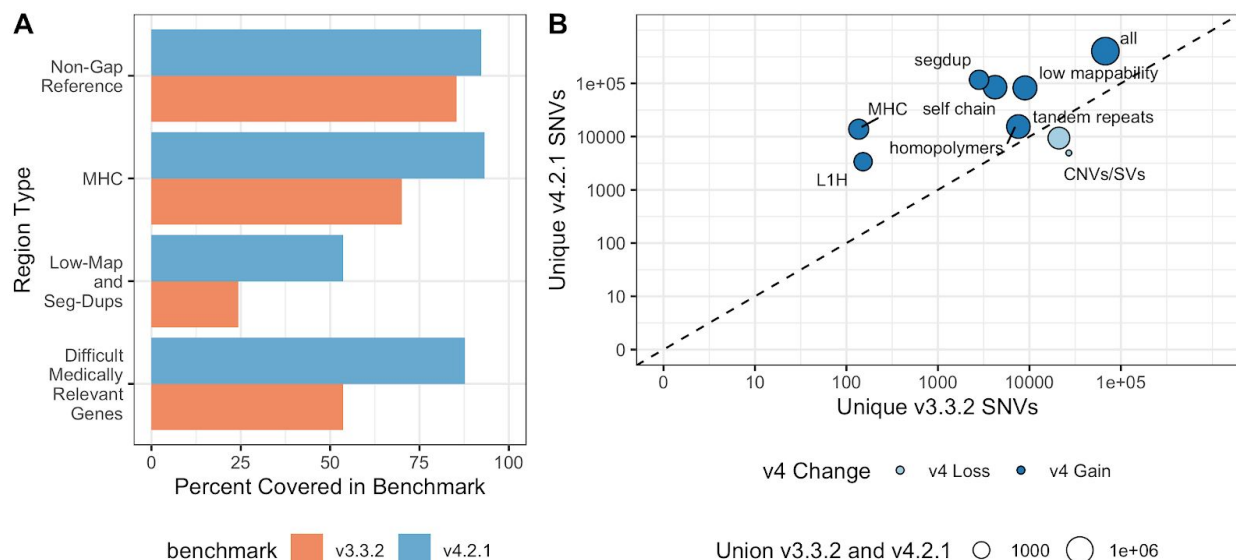 A
Region Type
Non-Gap
Reference
MHC
Low-Map
and
Seg-Dups
Difficult
Medically
Relevant
Genes
0
25
50
75
100
Percent Covered in Benchmark
benchmark
v3.3.2
v4.2.1
B
Unique v4.2.1 SNVs
1e+05
10000
1000
100
10
0
all
segdup
low mappability
MHC
self chain
tandem repeats
homopolymers
L1H
CNVs/SVs
0
10
100
1000
10000
1e+05
Unique v3.3.2 SNVs
v4 Change
v4 Loss
v4 Gain
Union v3.3.2 and v4.2.1
1000
1e+06